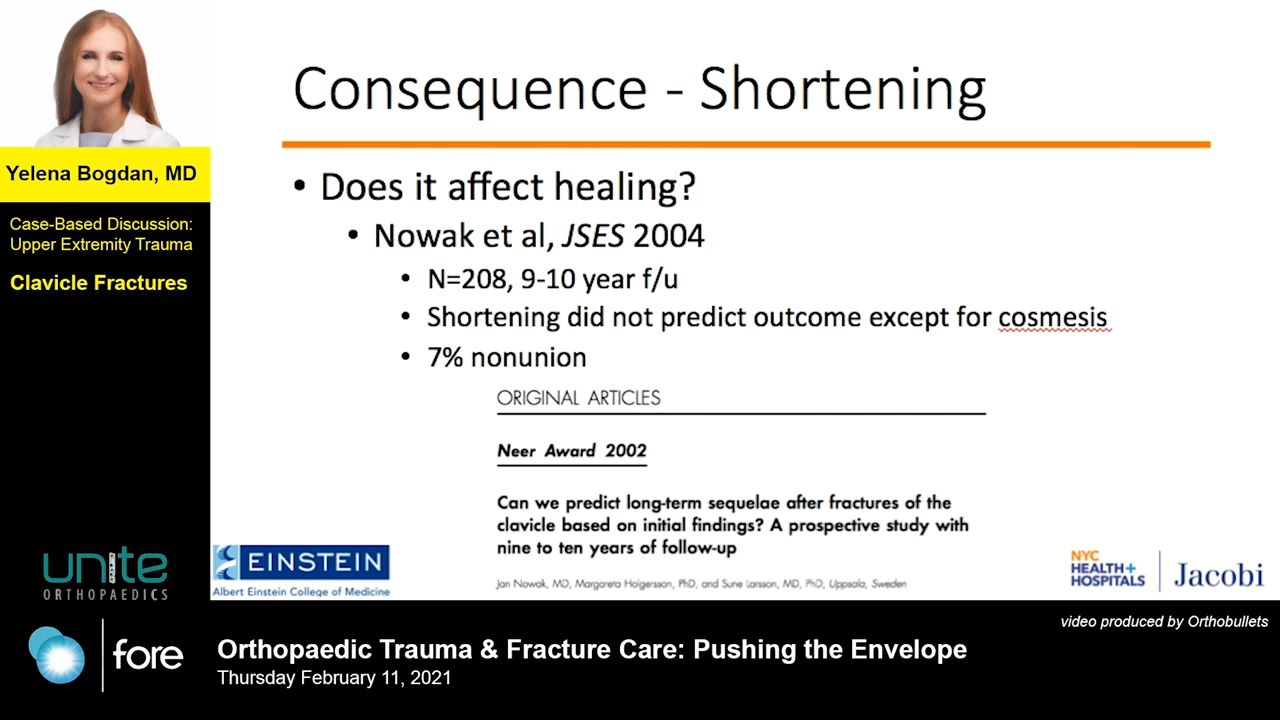 Yelena Bogdan, MD
Case-Based Discussion:
Upper Extremity Trauma
Clavicle Fractures
Consequence - Shortening
• Does it affect healing?
• Nowak et al, JSES 2004
• N=208, 9-10 year f/u
• Shortening did not predict outcome except for cosmesis
• 7% nonunion
ORIGINAL ARTICLES
Neer Award 2002
Can we predict long-term sequelae after fractures of the
clavicle based on initial findings? A prospective study with
nine to ten years of follow-up
Jan Nowak, MD, Margareta Holgersson, PhD, and Sune Larsson, MD, PhD, Uppsala, Sweden
unite
ORTHOPAEDICS
EINSTEIN
Albert Einstein College of Medicine
NYC
HEALTH+
HOSPITALS
Jacobi
video produced by Orthobullets
fore
Orthopaedic Trauma & Fracture Care: Pushing the Envelope
Thursday February 11, 2021